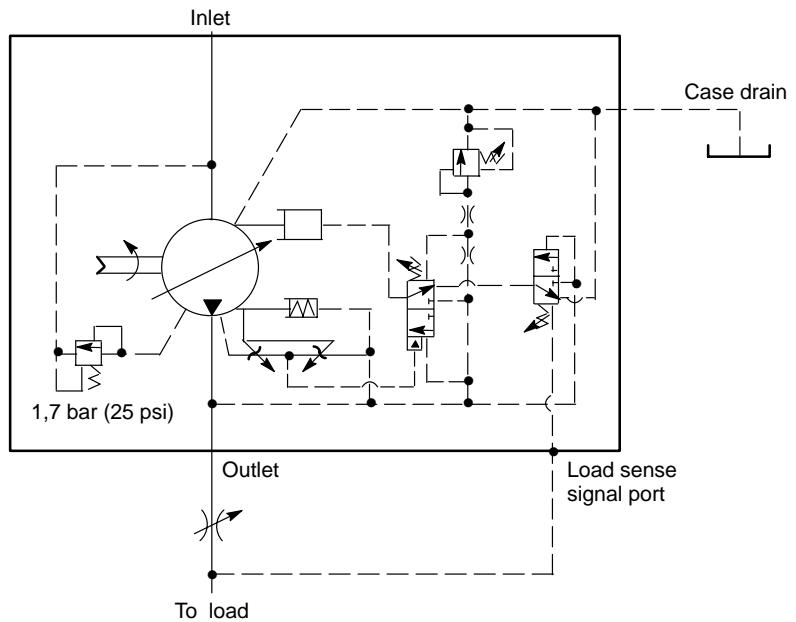 Inlet
Case drain
1,7 bar (25 psi)
Outlet
Load sense
signal port
To load